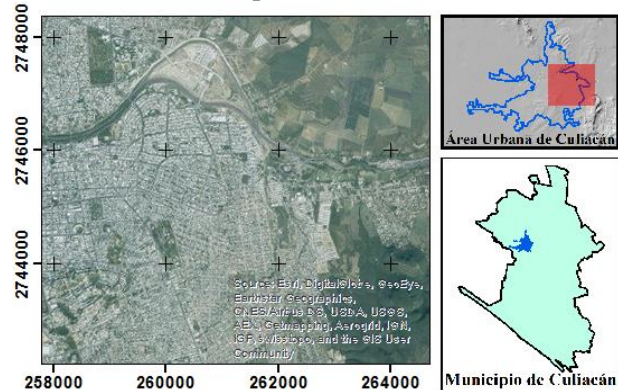 2748000
2746000
2744000
258000
260000
262000
264000
Source: Esri, DigitalGlobe, GeoEye,
Earthstar Geographics,
CNES/Airbus DS, USDA, USGS,
AEX, Getmapping, Aerogrid, IGN,
IGP, swisstopo, and the GIS User
Community
Área Urbana de Culiacán
Municipio de Culiacán